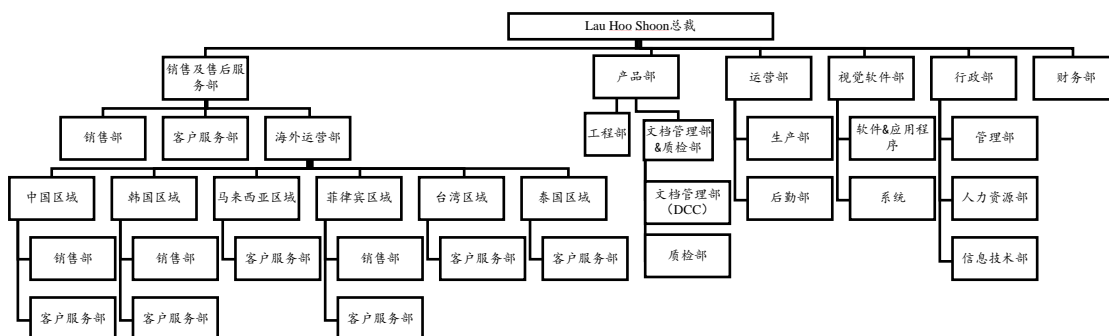 Lau Hoo Shoon总裁
销售及售后服
务部
产品部
运营部
视觉软件部
行政部
财务部
销售部
客户服务部
海外运营部
工程部
文档管理部
&质检部
生产部
软件&应用程
序
管理部
中国区域
韩国区域
马来西亚区域
菲律宾区域
台湾区域
泰国区域
文档管理部
(DCC)
后勤部
系统
人力资源部
销售部
销售部
客户服务部
销售部
客户服务部
客户服务部
质检部
信息技术部
客户服务部
客户服务部
客户服务部